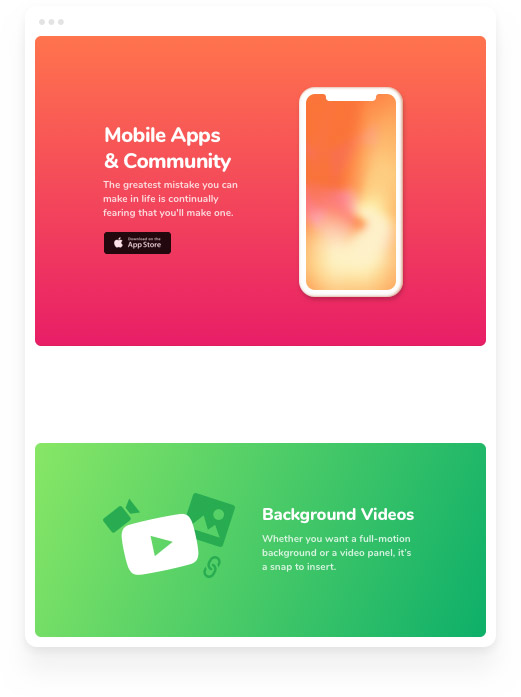 Mobile Apps
& Community
The greatest mistake you can
make in life is continually
fearing that you'll make one.
Download on the
App Store
Background Videos
Whether you want a full-motion
background or a video panel, it's
a snap to insert.